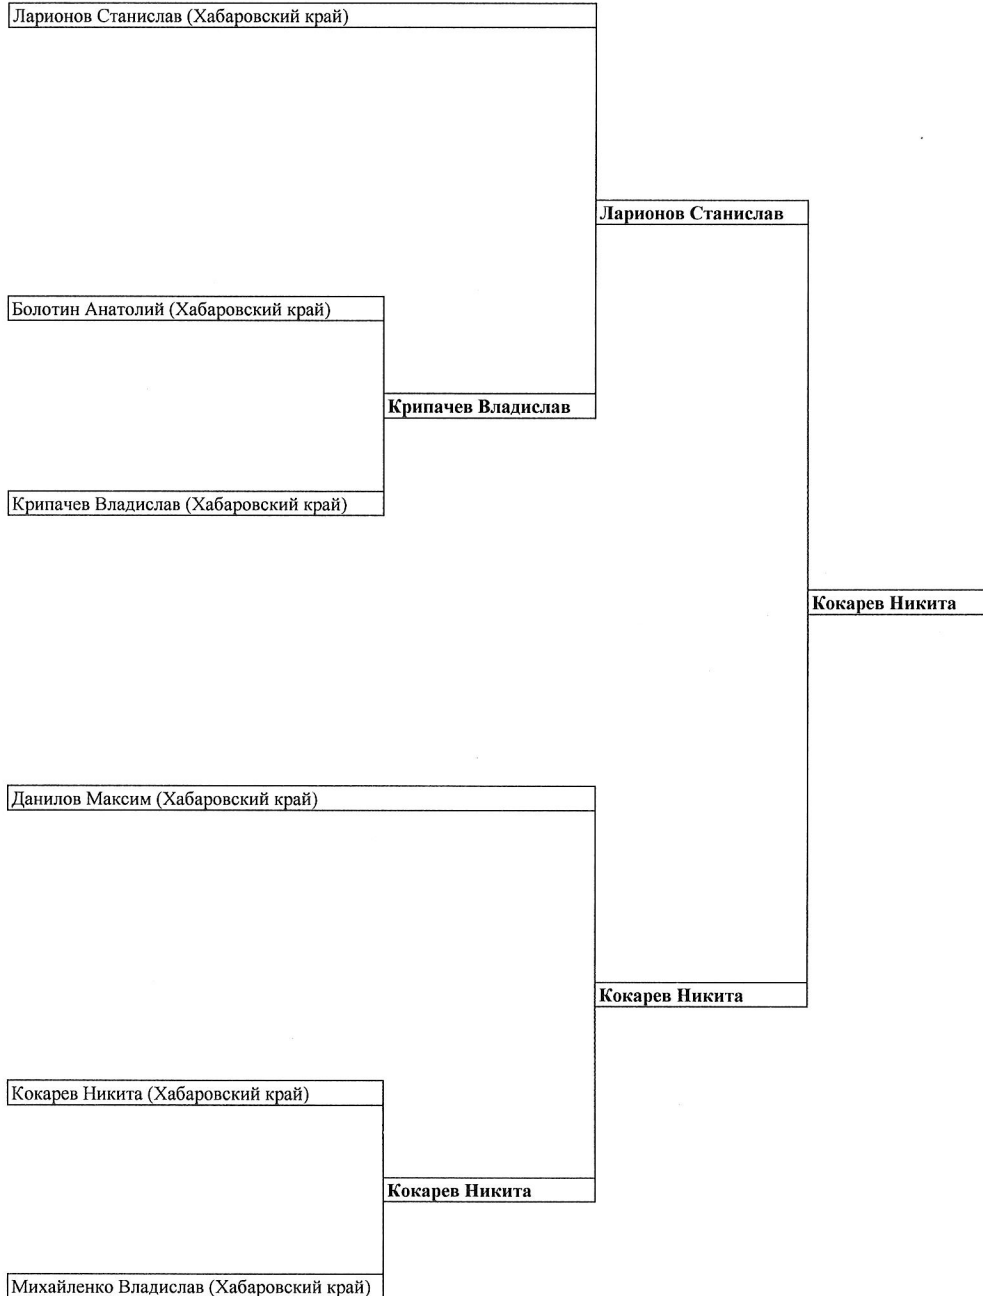 Ларионов Станислав (Хабаровский край)
Ларионов Станислав
Болотин Анатолий (Хабаровский край)
Крипачев Владислав
Крипачев Владислав (Хабаровский край)
Кокарев Никита
Данилов Максим (Хабаровский край)
Кокарев Никита
Кокарев Никита (Хабаровский край)
Кокарев Никита
Михайленко Владислав (Хабаровский край)